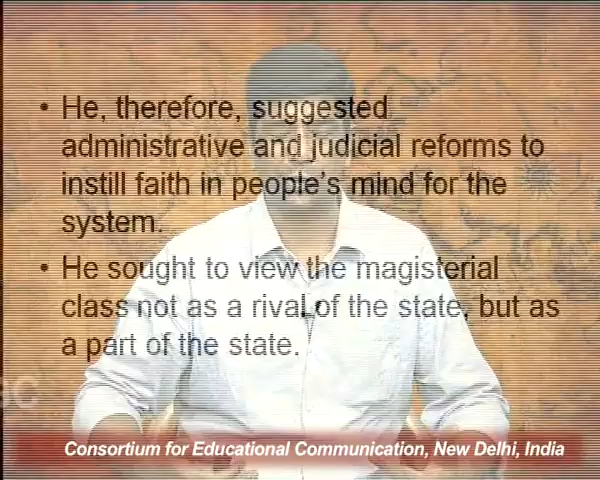 • He, therefore, suggested
administrative and judicial reforms to
instill faith in people's mind for the
system.
• He sought to view the magisterial
class not as a rival of the state, but as
a part of the state.
Consortium for Educational Communication, New Delhi, India